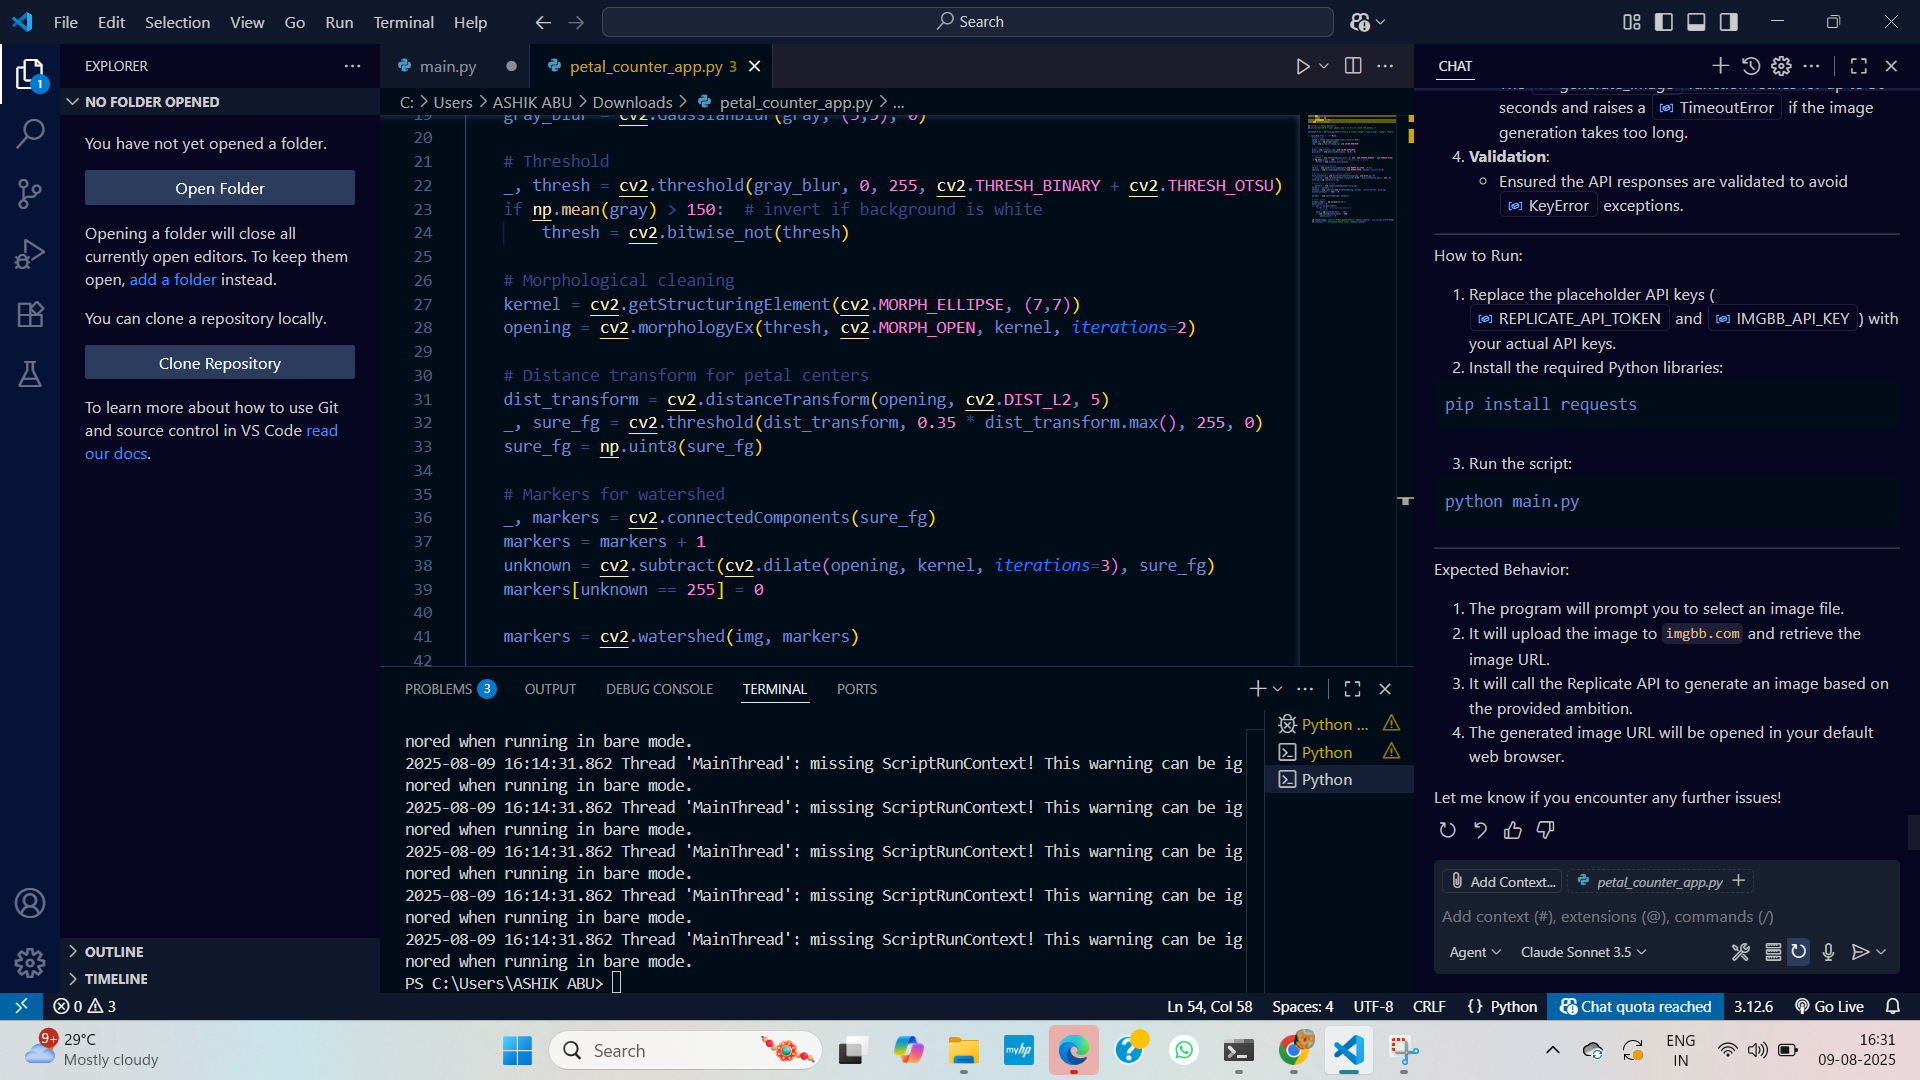 File Edit Selection View Go Run Terminal Help
Search
EXPLORER
NO FOLDER OPENED
You have not yet opened a folder.
Open Folder
Opening a folder will close all
currently open editors. To keep them
open, add a folder instead.
You can clone a repository locally.
Clone Repository
To learn more about how to use Git
and source control in VS Code read
our docs.
OUTLINE
TIMELINE
1
main.py
petal_counter_app.py 3
C: > Users > ASHIK ABU > Downloads > petal_counter_app.py > ...
19 gray_blur = cv2.GaussianBlur(gray, (5,5), 0)
20
21 # Threshold
22 _, thresh = cv2.threshold(gray_blur, 0, 255, cv2.THRESH_BINARY + cv2.THRESH_OTSU)
23 if np.mean(gray) > 150:  # invert if background is white
24 thresh = cv2.bitwise_not(thresh)
25
26 # Morphological cleaning
27 kernel = cv2.getStructuringElement(cv2.MORPH_ELLIPSE, (7,7))
28 opening = cv2.morphologyEx(thresh, cv2.MORPH_OPEN, kernel, iterations=2)
29
30 # Distance transform for petal centers
31 dist_transform = cv2.distanceTransform(opening, cv2.DIST_L2, 5)
32 _, sure_fg = cv2.threshold(dist_transform, 0.35 * dist_transform.max(), 255, 0)
33 sure_fg = np.uint8(sure_fg)
34
35 # Markers for watershed
36 _, markers = cv2.connectedComponents(sure_fg)
37 markers = markers + 1
38 unknown = cv2.subtract(cv2.dilate(opening, kernel, iterations=3), sure_fg)
39 markers[unknown == 255] = 0
40
41 markers = cv2.watershed(img, markers)
42
PROBLEMS 3 OUTPUT DEBUG CONSOLE TERMINAL PORTS
nored when running in bare mode.
2025-08-09 16:14:31.862 Thread 'MainThread': missing ScriptRunContext! This warning can be ig
nored when running in bare mode.
2025-08-09 16:14:31.862 Thread 'MainThread': missing ScriptRunContext! This warning can be ig
nored when running in bare mode.
2025-08-09 16:14:31.862 Thread 'MainThread': missing ScriptRunContext! This warning can be ig
nored when running in bare mode.
2025-08-09 16:14:31.862 Thread 'MainThread': missing ScriptRunContext! This warning can be ig
nored when running in bare mode.
2025-08-09 16:14:31.862 Thread 'MainThread': missing ScriptRunContext! This warning can be ig
nored when running in bare mode.
PS C:\Users\ASHIK ABU>
Python ...
Python
Python
CHAT
generate_image function retries for up to
seconds and raises a TimeoutError if the image
generation takes too long.
4. Validation:
Ensured the API responses are validated to avoid
KeyError exceptions.
How to Run:
1. Replace the placeholder API keys (
REPLICATE_API_TOKEN and IMGBB_API_KEY ) with
your actual API keys.
2. Install the required Python libraries:
pip install requests
3. Run the script:
python main.py
Expected Behavior:
1. The program will prompt you to select an image file.
2. It will upload the image to imgbb.com and retrieve the
image URL.
3. It will call the Replicate API to generate an image based on
the provided ambition.
4. The generated image URL will be opened in your default
web browser.
Let me know if you encounter any further issues!
Add Context... petal_counter_app.py +
Add context (#), extensions (@), commands (/)
Agent Claude Sonnet 3.5
0 3
Ln 54, Col 58 Spaces: 4 UTF-8 CRLF {} Python Chat quota reached 3.12.6 Go Live
9+
29°C
Mostly cloudy
Search
myhp
ENG
IN
16:31
09-08-2025